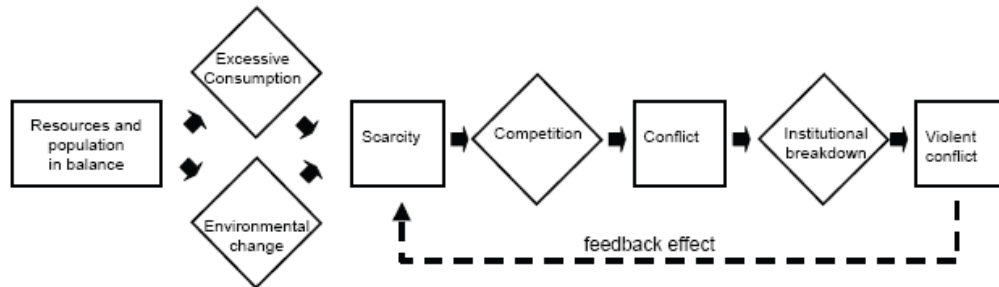 Excessive
Consumption
Resources and
population
in balance
Environmental
change
Scarcity
Competition
Conflict
Institutional
breakdown
Violent
conflict
feedback effect